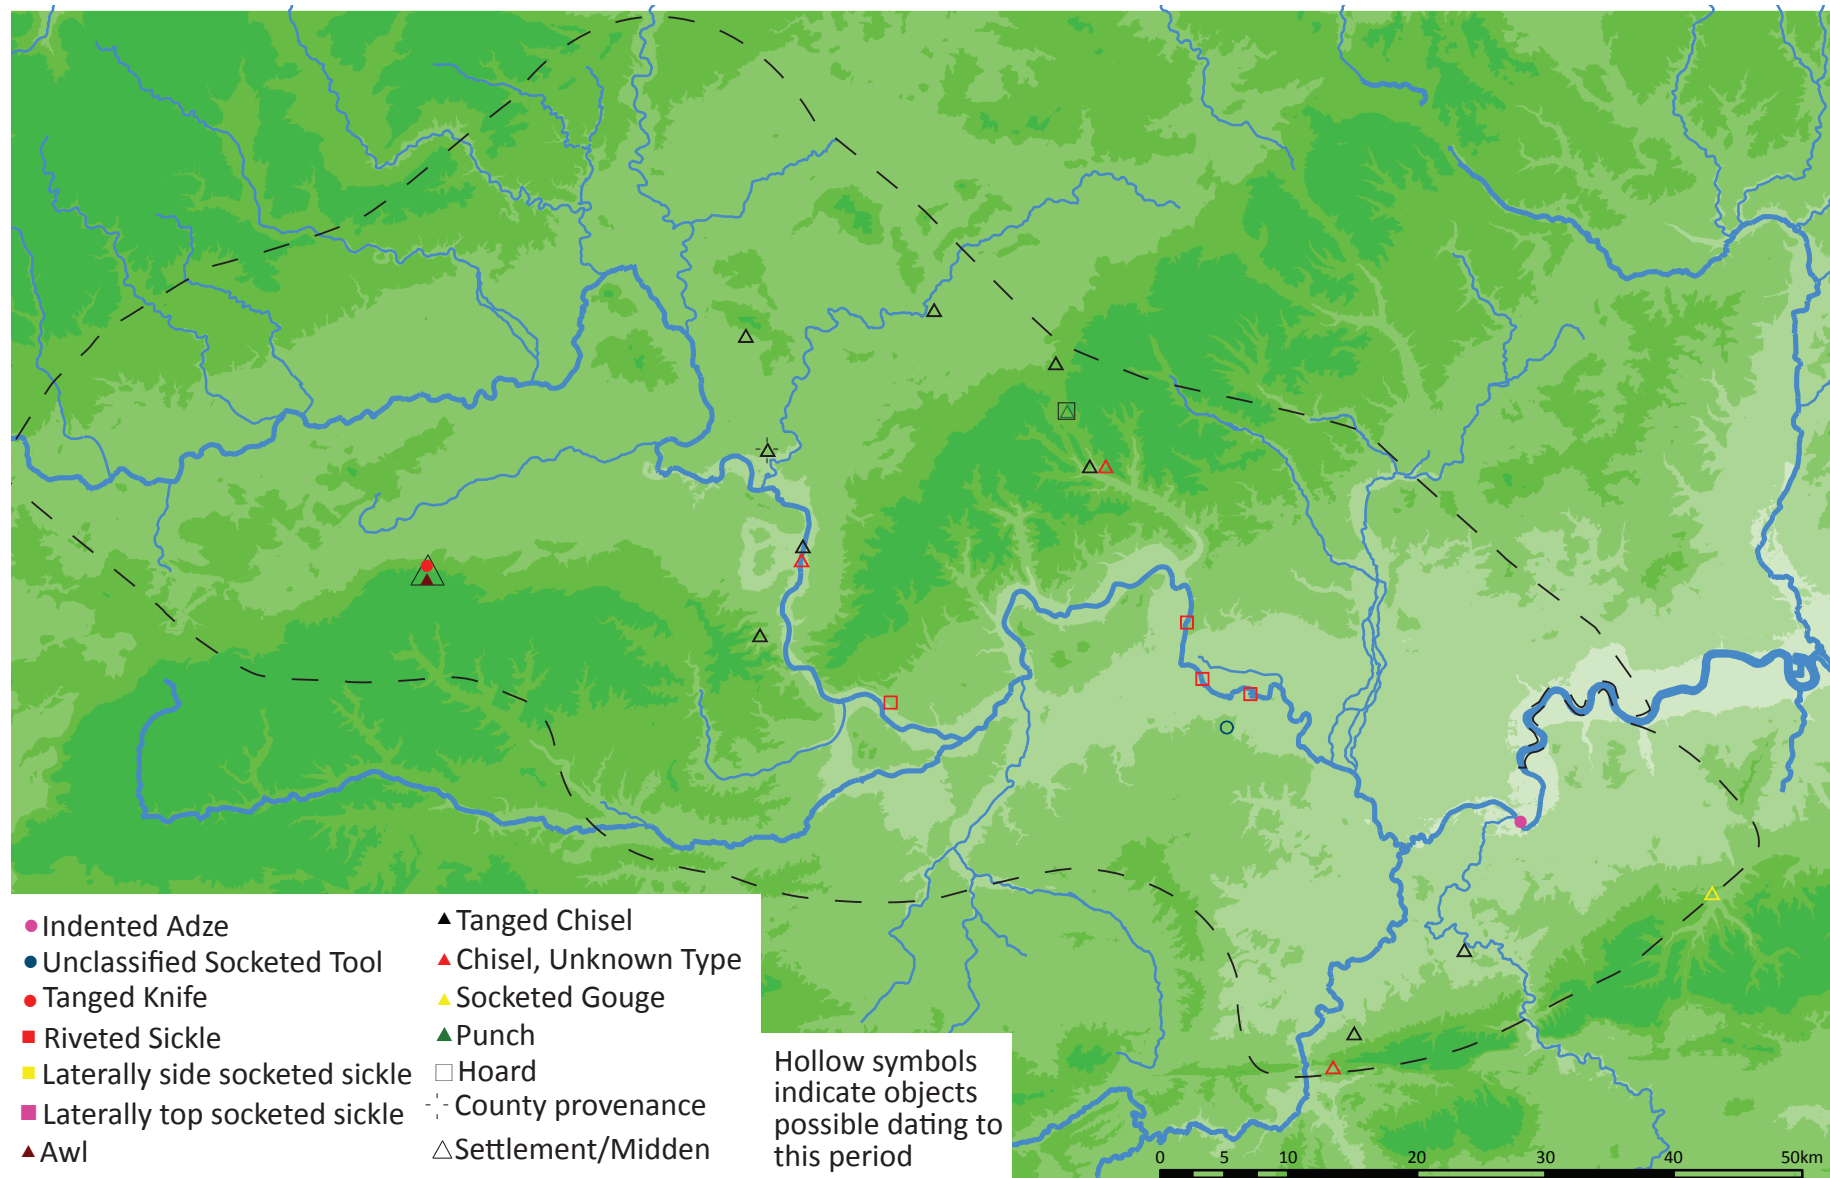 Indented Adze
Unclassified Socketed Tool
Tanged Knife
Riveted Sickle
Laterally side socketed sickle
Laterally top socketed sickle
Awl
Tanged Chisel
Chisel, Unknown Type
Socketed Gouge
Punch
Hoard
County provenance
Settlement/Midden
Hollow symbols
indicate objects
possible dating to
this period
0 5 10 20 30 40 50km